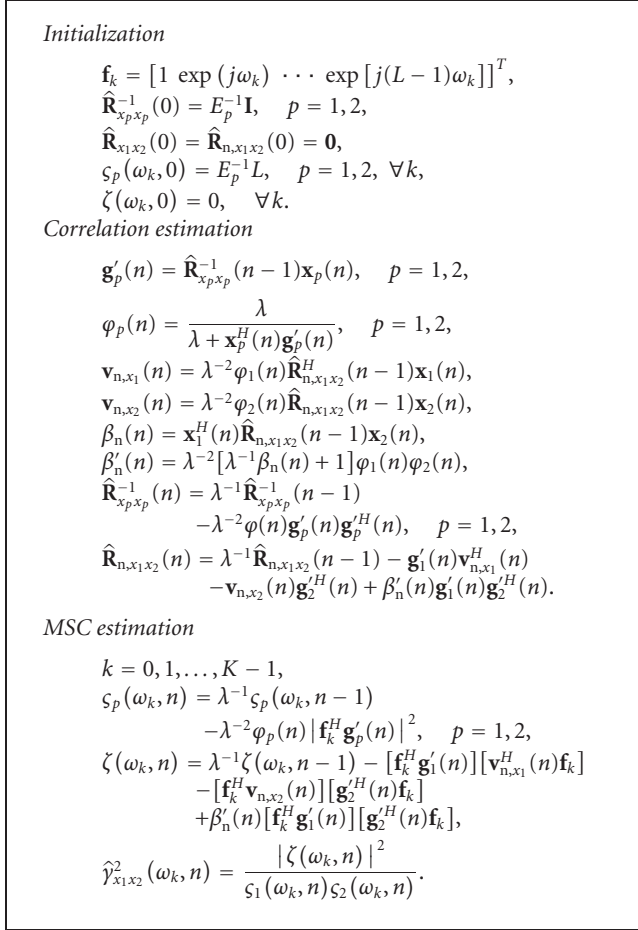 Initialization
f_k = [1 exp (jω_k) ⋯ exp [j(L − 1)ω_k]]^T,
R̂^{−1}_{x_p x_p}(0) = E_p^{−1}I, p = 1, 2,
R̂_{x_1 x_2}(0) = R̂_{n,x_1 x_2}(0) = 0,
ς_p(ω_k, 0) = E_p^{−1}L, p = 1, 2, ∀k,
ζ(ω_k, 0) = 0, ∀k.
Correlation estimation
g′_p(n) = R̂^{−1}_{x_p x_p}(n − 1)x_p(n), p = 1, 2,
φ_p(n) = λ / (λ + x_p^H(n)g′_p(n)), p = 1, 2,
v_{n,x_1}(n) = λ^{−2}φ_1(n)R̂^H_{n,x_1 x_2}(n − 1)x_1(n),
v_{n,x_2}(n) = λ^{−2}φ_2(n)R̂_{n,x_1 x_2}(n − 1)x_2(n),
β_n(n) = x_1^H(n)R̂_{n,x_1 x_2}(n − 1)x_2(n),
β′_n(n) = λ^{−2}[λ^{−1}β_n(n) + 1]φ_1(n)φ_2(n),
R̂^{−1}_{x_p x_p}(n) = λ^{−1}R̂^{−1}_{x_p x_p}(n − 1)
−λ^{−2}φ(n)g′_p(n)g′^H_p(n), p = 1, 2,
R̂_{n,x_1 x_2}(n) = λ^{−1}R̂_{n,x_1 x_2}(n − 1) − g′_1(n)v^H_{n,x_1}(n)
−v_{n,x_2}(n)g′^H_2(n) + β′_n(n)g′_1(n)g′^H_2(n).
MSC estimation
k = 0, 1, . . . , K − 1,
ς_p(ω_k, n) = λ^{−1}ς_p(ω_k, n − 1)
−λ^{−2}φ_p(n)|f_k^H g′_p(n)|^2, p = 1, 2,
ζ(ω_k, n) = λ^{−1}ζ(ω_k, n − 1) − [f_k^H g′_1(n)][v^H_{n,x_1}(n)f_k]
−[f_k^H v_{n,x_2}(n)][g′^H_2(n)f_k]
+β′_n(n)[f_k^H g′_1(n)][g′^H_2(n)f_k],
γ̂^2_{x_1 x_2}(ω_k, n) = |ζ(ω_k, n)|^2 / (ς_1(ω_k, n)ς_2(ω_k, n)).